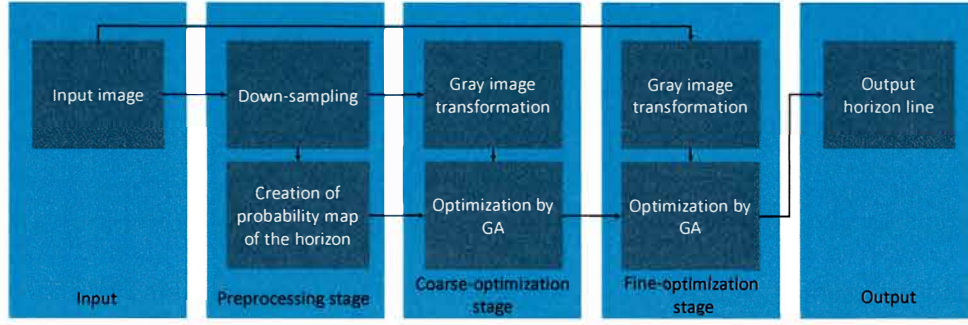 Input image
Down-sampling
Gray image
transformation
Gray image
transformation
Output
horizon line
Creation of
probability map
of the horizon
Optimization by
GA
Optimization by
GA
Input
Preprocessing stage
Coarse-optimization
stage
Fine-optimization
stage
Output